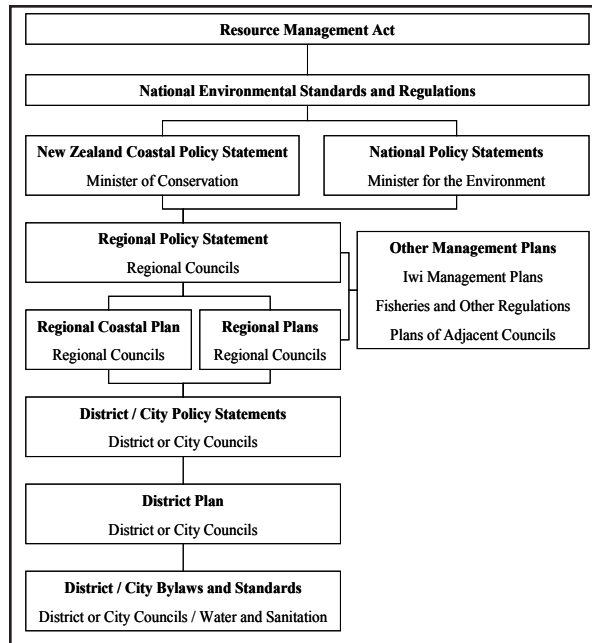 Resource Management Act
National Environmental Standards and Regulations
New Zealand Coastal Policy Statement
Minister of Conservation
National Policy Statements
Minister for the Environment
Regional Policy Statement
Regional Councils
Other Management Plans
Iwi Management Plans
Fisheries and Other Regulations
Plans of Adjacent Councils
Regional Coastal Plan
Regional Councils
Regional Plans
Regional Councils
District / City Policy Statements
District or City Councils
District Plan
District or City Councils
District / City Bylaws and Standards
District or City Councils / Water and Sanitation